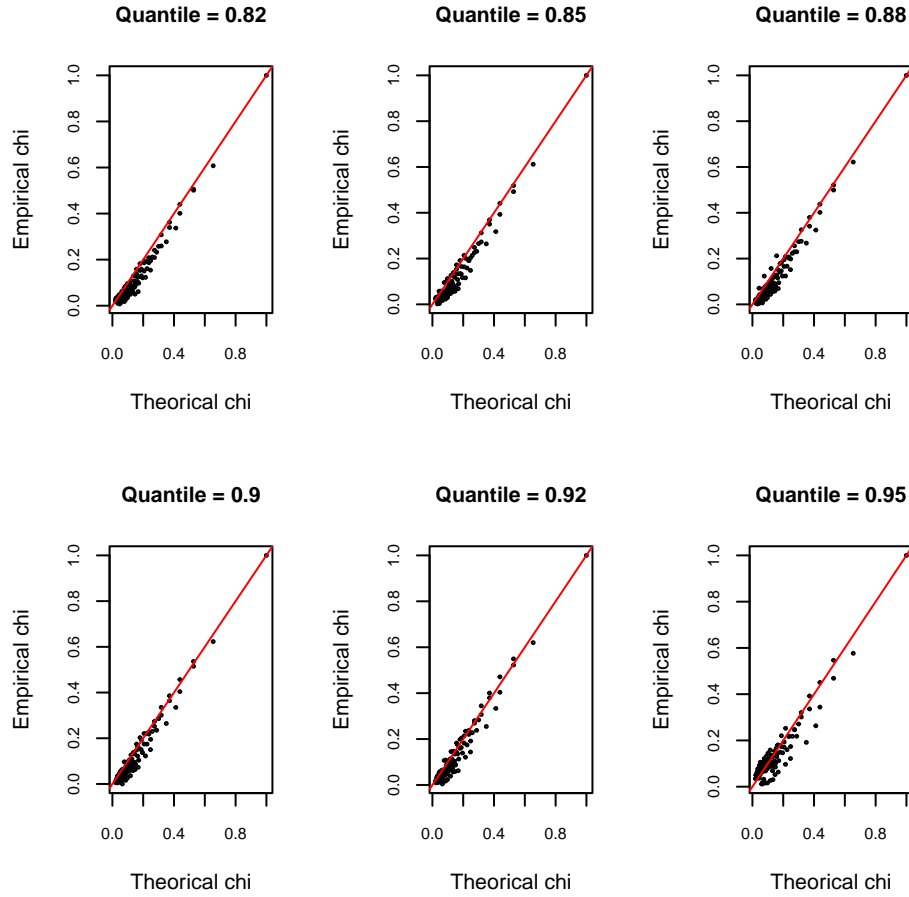 Quantile = 0.82
Quantile = 0.85
Quantile = 0.88
Empirical chi
1.0
0.8
0.6
0.4
0.2
0.0
0.0 0.4 0.8
Theorical chi
Empirical chi
1.0
0.8
0.6
0.4
0.2
0.0
0.0 0.4 0.8
Theorical chi
Empirical chi
1.0
0.8
0.6
0.4
0.2
0.0
0.0 0.4 0.8
Theorical chi
Quantile = 0.9
Quantile = 0.92
Quantile = 0.95
Empirical chi
1.0
0.8
0.6
0.4
0.2
0.0
0.0 0.4 0.8
Theorical chi
Empirical chi
1.0
0.8
0.6
0.4
0.2
0.0
0.0 0.4 0.8
Theorical chi
Empirical chi
1.0
0.8
0.6
0.4
0.2
0.0
0.0 0.4 0.8
Theorical chi